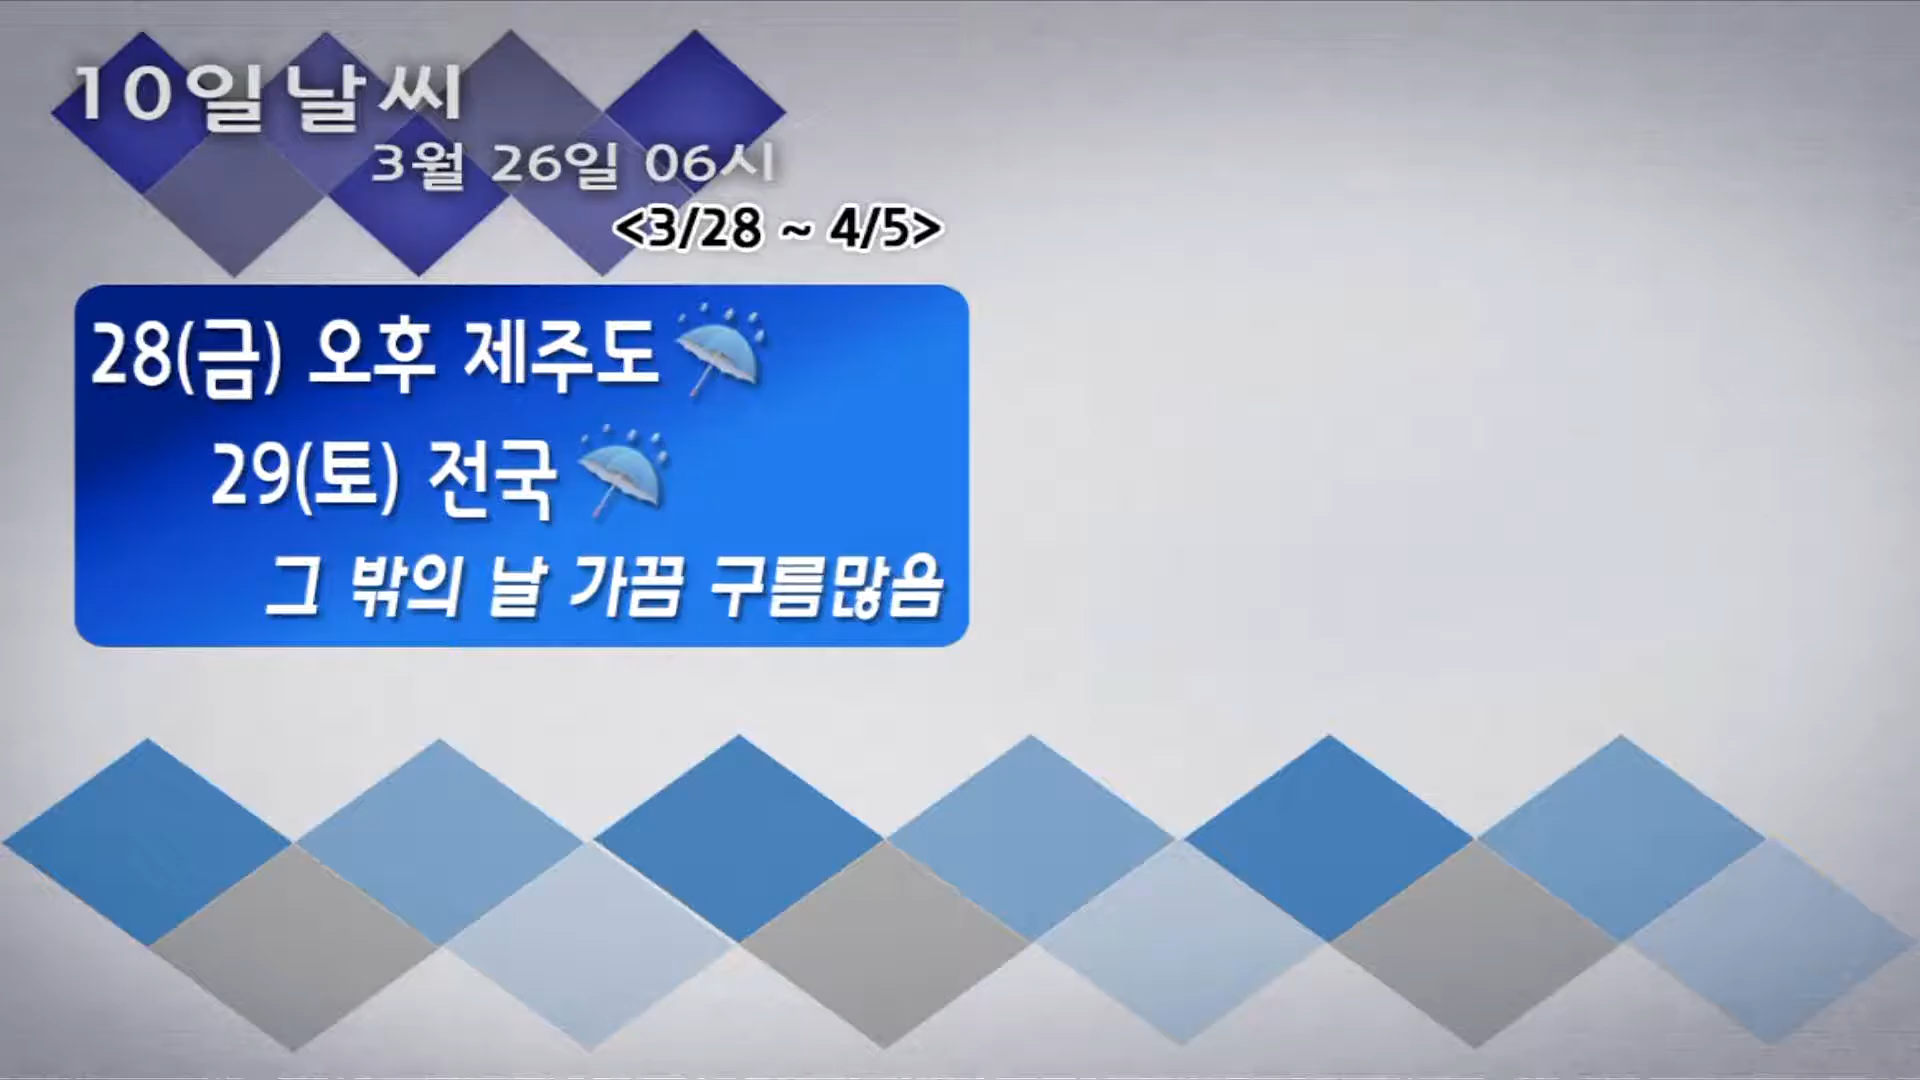 10일날씨
3월 26일 06시
<3/28 ~ 4/5>
28(금) 오후 제주도
29(토) 전국
그 밖의 날 가끔 구름많음